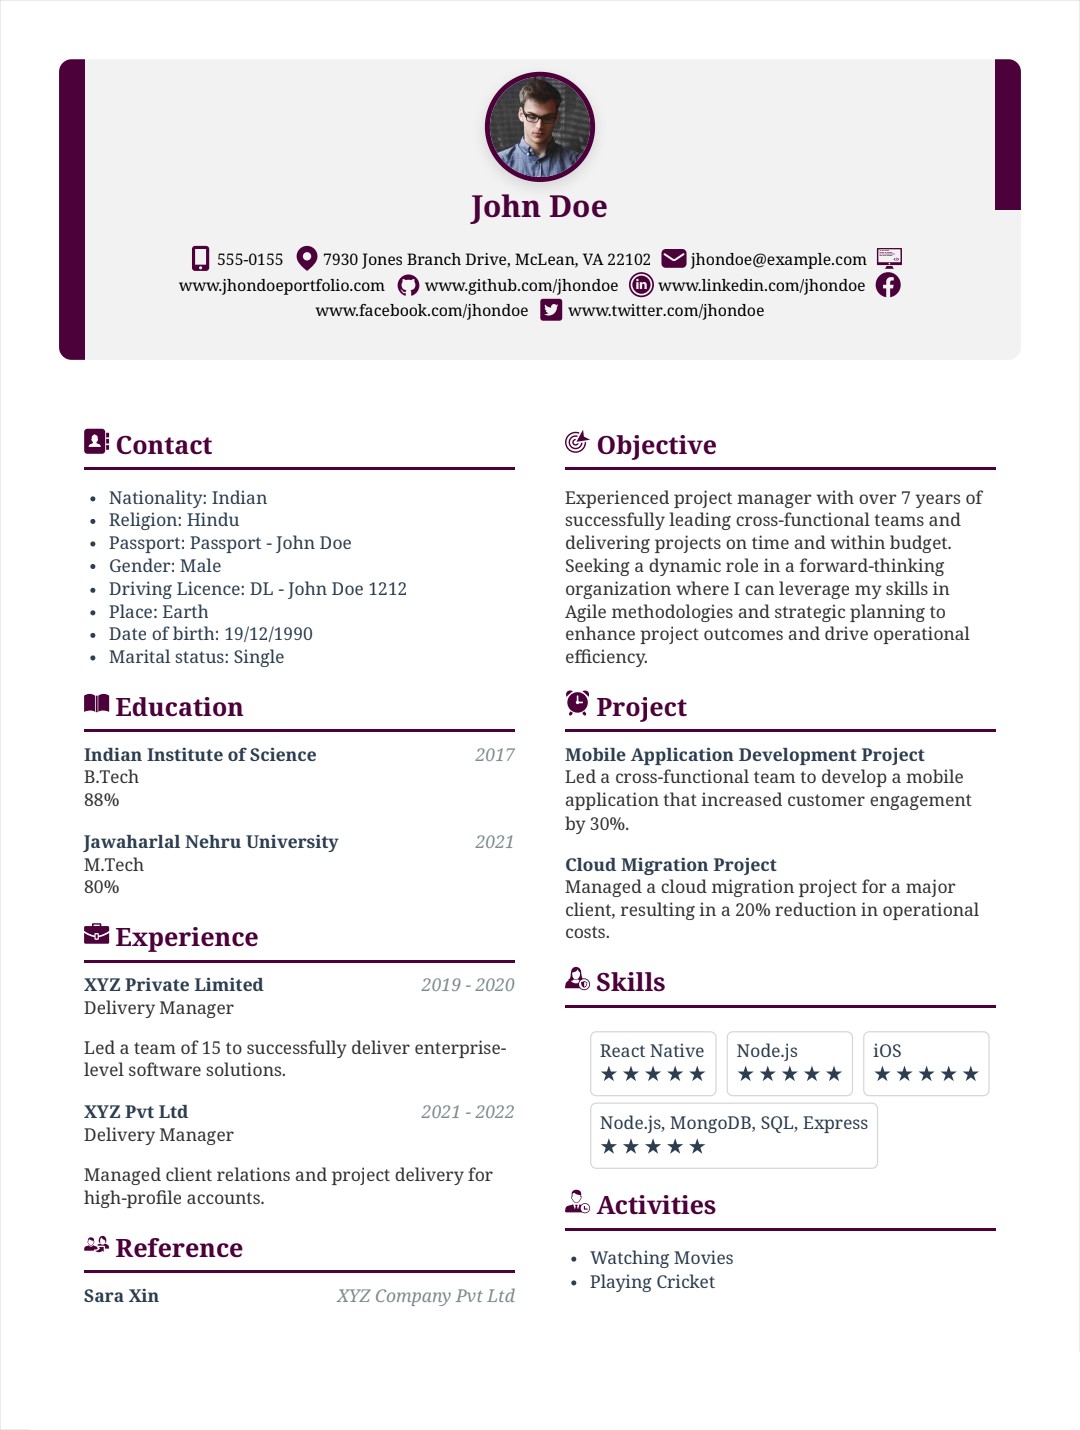 John Doe
555-0155 7930 Jones Branch Drive, McLean, VA 22102 jhondoe@example.com
www.jhondoeportfolio.com www.github.com/jhondoe www.linkedin.com/jhondoe
www.facebook.com/jhondoe www.twitter.com/jhondoe
Contact
• Nationality: Indian
• Religion: Hindu
• Passport: Passport - John Doe
• Gender: Male
• Driving Licence: DL - John Doe 1212
• Place: Earth
• Date of birth: 19/12/1990
• Marital status: Single
Education
Indian Institute of Science 2017
B.Tech
88%
Jawaharlal Nehru University 2021
M.Tech
80%
Experience
XYZ Private Limited 2019 - 2020
Delivery Manager
Led a team of 15 to successfully deliver enterprise-
level software solutions.
XYZ Pvt Ltd 2021 - 2022
Delivery Manager
Managed client relations and project delivery for
high-profile accounts.
Reference
Sara Xin XYZ Company Pvt Ltd
Objective
Experienced project manager with over 7 years of
successfully leading cross-functional teams and
delivering projects on time and within budget.
Seeking a dynamic role in a forward-thinking
organization where I can leverage my skills in
Agile methodologies and strategic planning to
enhance project outcomes and drive operational
efficiency.
Project
Mobile Application Development Project
Led a cross-functional team to develop a mobile
application that increased customer engagement
by 30%.
Cloud Migration Project
Managed a cloud migration project for a major
client, resulting in a 20% reduction in operational
costs.
Skills
React Native Node.js iOS
★★★★★ ★★★★★ ★★★★★
Node.js, MongoDB, SQL, Express
★★★★★
Activities
• Watching Movies
• Playing Cricket